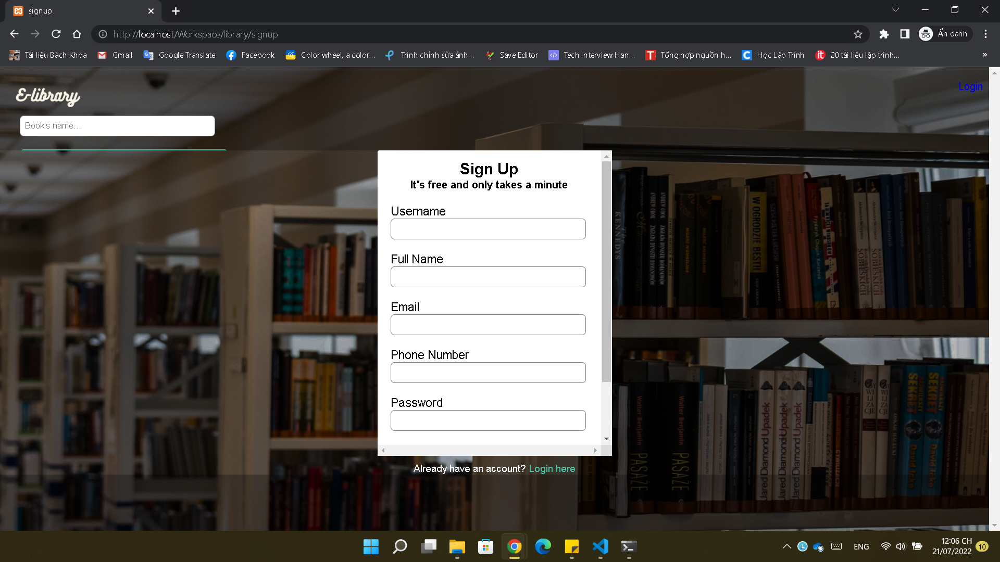 signup
http://localhost/Workspace/library/signup
Ẩn danh
Tài liệu Bách Khoa
Gmail
Google Translate
Facebook
Color wheel, a color...
Trình chỉnh sửa ảnh...
Save Editor
Tech Interview Han...
Tổng hợp nguồn h...
Học Lập Trình
20 tài liệu lập trình...
»
E-library
Login
Book's name...
Sign Up
It's free and only takes a minute
Username
Full Name
Email
Phone Number
Password
Already have an account? Login here
KENNEDYS
W OGRODZIE BESTII
SOBIESKICH
SOBIESKICH
SEKRET
SEKRET
Walter Benjamin
PASAŻE
Walter Benjamin
PASAŻE
Jared Diamond Upadek
Jared Diamond Upadek
Jared Diamond Upadek
ENG
12:06 CH
21/07/2022
10